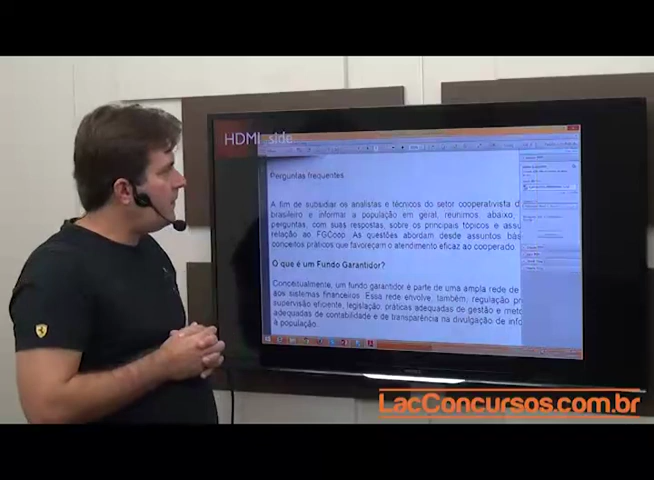 HDMI side
Perguntas frequentes
A fim de subsidiar os analistas e técnicos do setor cooperativista d
brasileiro e informar a população em geral, reunimos, abaixo,
perguntas, com suas respostas, sobre os principais tópicos e assu
relação ao FGCoop. As questões abordam desde assuntos bás
conceitos práticos que favoreçam o atendimento eficaz ao cooperado.
O que é um Fundo Garantidor?
Conceitualmente, um fundo garantidor é parte de uma ampla rede de
aos sistemas financeiros. Essa rede envolve, também, regulação pr
supervisão eficiente, legislação, práticas adequadas de gestão e meto
adequadas de contabilidade e de transparência na divulgação de info
à população.
LacConcursos.com.br